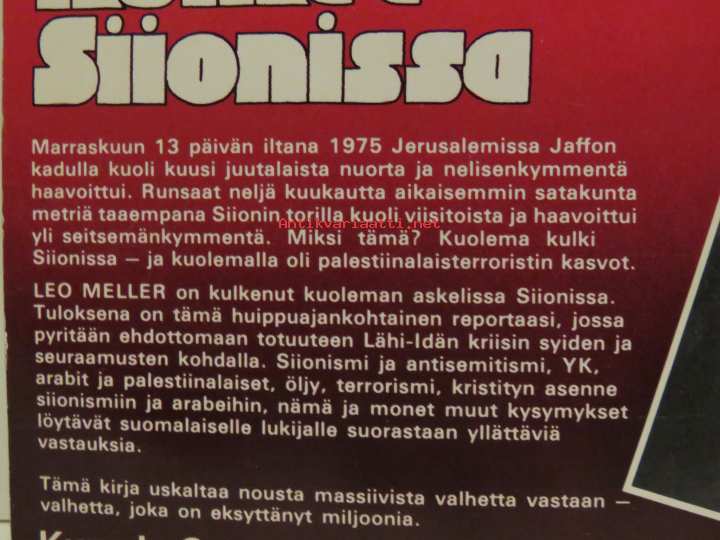 Siionissa
Marraskuun 13 päivän iltana 1975 Jerusalemissa Jaffon
kadulla kuoli kuusi juutalaista nuorta ja nelisenkymmentä
haavoittui. Runsaat neljä kuukautta aikaisemmin satakunta
metriä taaempana Siionin torilla kuoli viisitoista ja haavoittui
yli seitsemänkymmentä. Miksi tämä? Kuolema kulki
Siionissa – ja kuolemalla oli palestiinalaisterroristin kasvot.
LEO MELLER on kulkenut kuoleman askelissa Siionissa.
Tuloksena on tämä huippuajankohtainen reportaasi, jossa
pyritään ehdottomaan totuuteen Lähi-Idän kriisin syiden ja
seuraamusten kohdalla. Siionismi ja antisemitismi, YK,
arabit ja palestiinalaiset, öljy, terrorismi, kristityn asenne
siionismiin ja arabeihin, nämä ja monet muut kysymykset
löytävät suomalaiselle lukijalle suorastaan yllättäviä
vastauksia.
Tämä kirja uskaltaa nousta massiivista valhetta vastaan –
valhetta, joka on eksyttänyt miljoonia.
Antikvariaatti.net